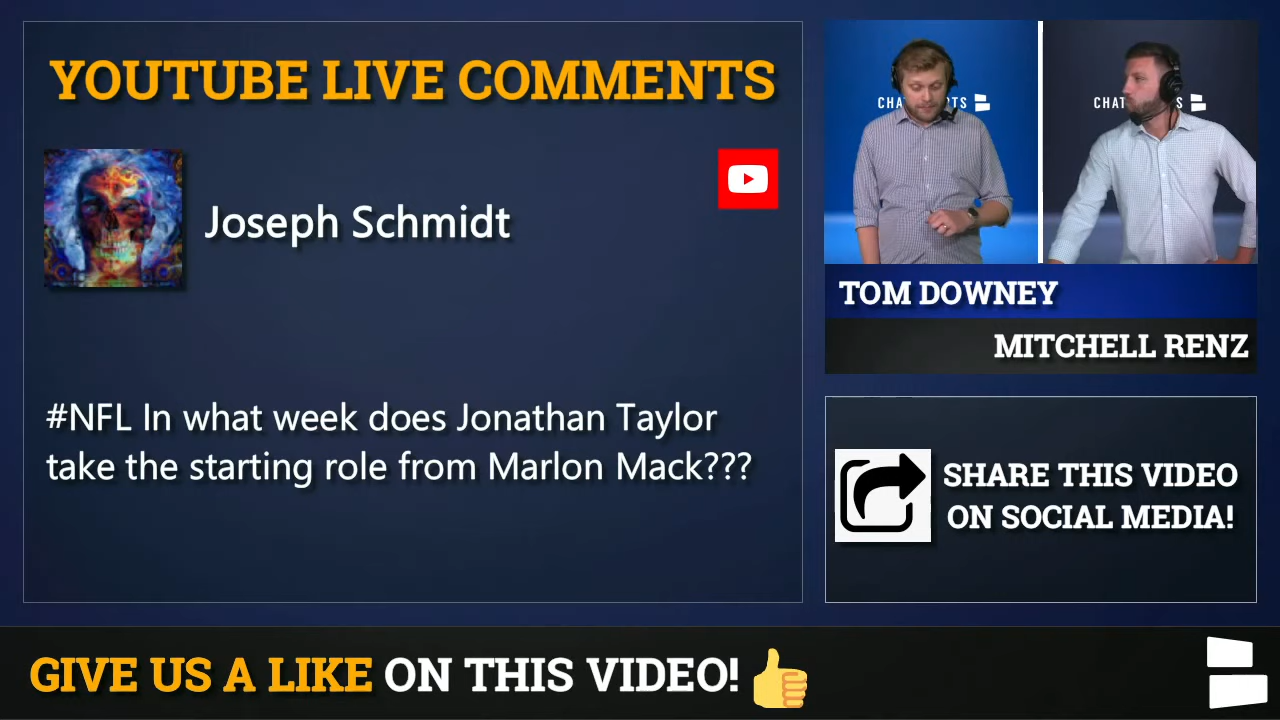 YOUTUBE LIVE COMMENTS
Joseph Schmidt
#NFL In what week does Jonathan Taylor
take the starting role from Marlon Mack???
TOM DOWNEY
MITCHELL RENZ
SHARE THIS VIDEO
ON SOCIAL MEDIA!
GIVE US A LIKE ON THIS VIDEO!